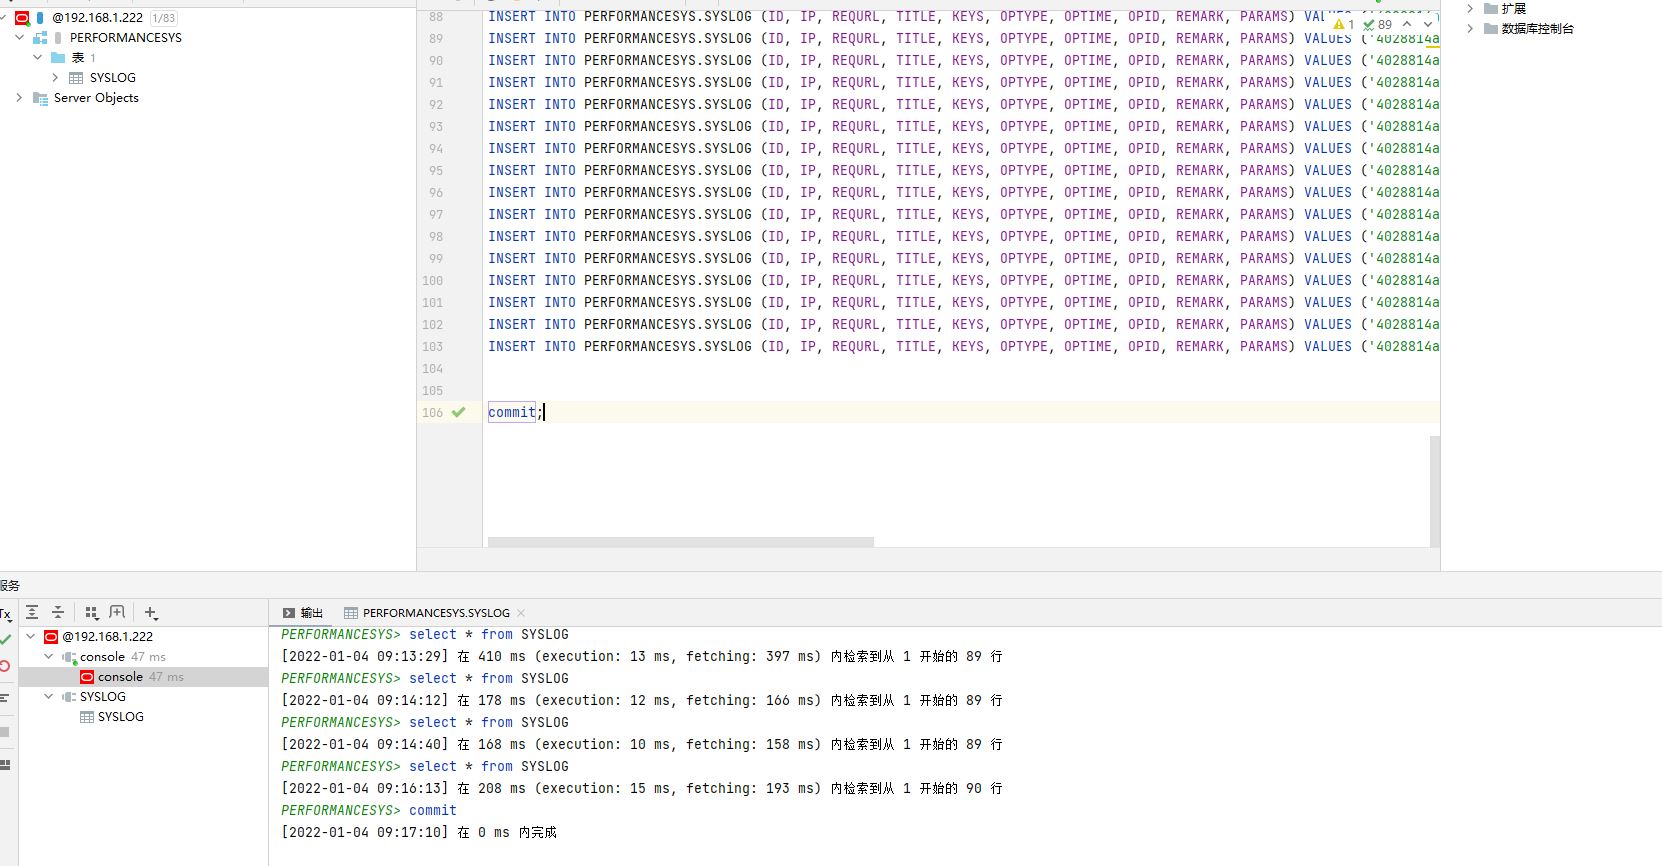 @192.168.1.222 1/83
PERFORMANCESYS
表 1
SYSLOG
Server Objects
88 INSERT INTO PERFORMANCESYS.SYSLOG (ID, IP, REQURL, TITLE, KEYS, OPTYPE, OPTIME, OPID, REMARK, PARAMS) VALUES
89 INSERT INTO PERFORMANCESYS.SYSLOG (ID, IP, REQURL, TITLE, KEYS, OPTYPE, OPTIME, OPID, REMARK, PARAMS) VALUES ('4028814a
90 INSERT INTO PERFORMANCESYS.SYSLOG (ID, IP, REQURL, TITLE, KEYS, OPTYPE, OPTIME, OPID, REMARK, PARAMS) VALUES ('4028814a
91 INSERT INTO PERFORMANCESYS.SYSLOG (ID, IP, REQURL, TITLE, KEYS, OPTYPE, OPTIME, OPID, REMARK, PARAMS) VALUES ('4028814a
92 INSERT INTO PERFORMANCESYS.SYSLOG (ID, IP, REQURL, TITLE, KEYS, OPTYPE, OPTIME, OPID, REMARK, PARAMS) VALUES ('4028814a
93 INSERT INTO PERFORMANCESYS.SYSLOG (ID, IP, REQURL, TITLE, KEYS, OPTYPE, OPTIME, OPID, REMARK, PARAMS) VALUES ('4028814a
94 INSERT INTO PERFORMANCESYS.SYSLOG (ID, IP, REQURL, TITLE, KEYS, OPTYPE, OPTIME, OPID, REMARK, PARAMS) VALUES ('4028814a
95 INSERT INTO PERFORMANCESYS.SYSLOG (ID, IP, REQURL, TITLE, KEYS, OPTYPE, OPTIME, OPID, REMARK, PARAMS) VALUES ('4028814a
96 INSERT INTO PERFORMANCESYS.SYSLOG (ID, IP, REQURL, TITLE, KEYS, OPTYPE, OPTIME, OPID, REMARK, PARAMS) VALUES ('4028814a
97 INSERT INTO PERFORMANCESYS.SYSLOG (ID, IP, REQURL, TITLE, KEYS, OPTYPE, OPTIME, OPID, REMARK, PARAMS) VALUES ('4028814a
98 INSERT INTO PERFORMANCESYS.SYSLOG (ID, IP, REQURL, TITLE, KEYS, OPTYPE, OPTIME, OPID, REMARK, PARAMS) VALUES ('4028814a
99 INSERT INTO PERFORMANCESYS.SYSLOG (ID, IP, REQURL, TITLE, KEYS, OPTYPE, OPTIME, OPID, REMARK, PARAMS) VALUES ('4028814a
100 INSERT INTO PERFORMANCESYS.SYSLOG (ID, IP, REQURL, TITLE, KEYS, OPTYPE, OPTIME, OPID, REMARK, PARAMS) VALUES ('4028814a
101 INSERT INTO PERFORMANCESYS.SYSLOG (ID, IP, REQURL, TITLE, KEYS, OPTYPE, OPTIME, OPID, REMARK, PARAMS) VALUES ('4028814a
102 INSERT INTO PERFORMANCESYS.SYSLOG (ID, IP, REQURL, TITLE, KEYS, OPTYPE, OPTIME, OPID, REMARK, PARAMS) VALUES ('4028814a
103 INSERT INTO PERFORMANCESYS.SYSLOG (ID, IP, REQURL, TITLE, KEYS, OPTYPE, OPTIME, OPID, REMARK, PARAMS) VALUES ('4028814a
104
105
106 commit;
1 89
扩展
数据库控制台
服务
Tx
@192.168.1.222
console 47 ms
console 47 ms
SYSLOG
SYSLOG
输出 PERFORMANCESYS.SYSLOG
PERFORMANCESYS> select * from SYSLOG
[2022-01-04 09:13:29] 在 410 ms (execution: 13 ms, fetching: 397 ms) 内检索到从 1 开始的 89 行
PERFORMANCESYS> select * from SYSLOG
[2022-01-04 09:14:12] 在 178 ms (execution: 12 ms, fetching: 166 ms) 内检索到从 1 开始的 89 行
PERFORMANCESYS> select * from SYSLOG
[2022-01-04 09:14:40] 在 168 ms (execution: 10 ms, fetching: 158 ms) 内检索到从 1 开始的 89 行
PERFORMANCESYS> select * from SYSLOG
[2022-01-04 09:16:13] 在 208 ms (execution: 15 ms, fetching: 193 ms) 内检索到从 1 开始的 90 行
PERFORMANCESYS> commit
[2022-01-04 09:17:10] 在 0 ms 内完成